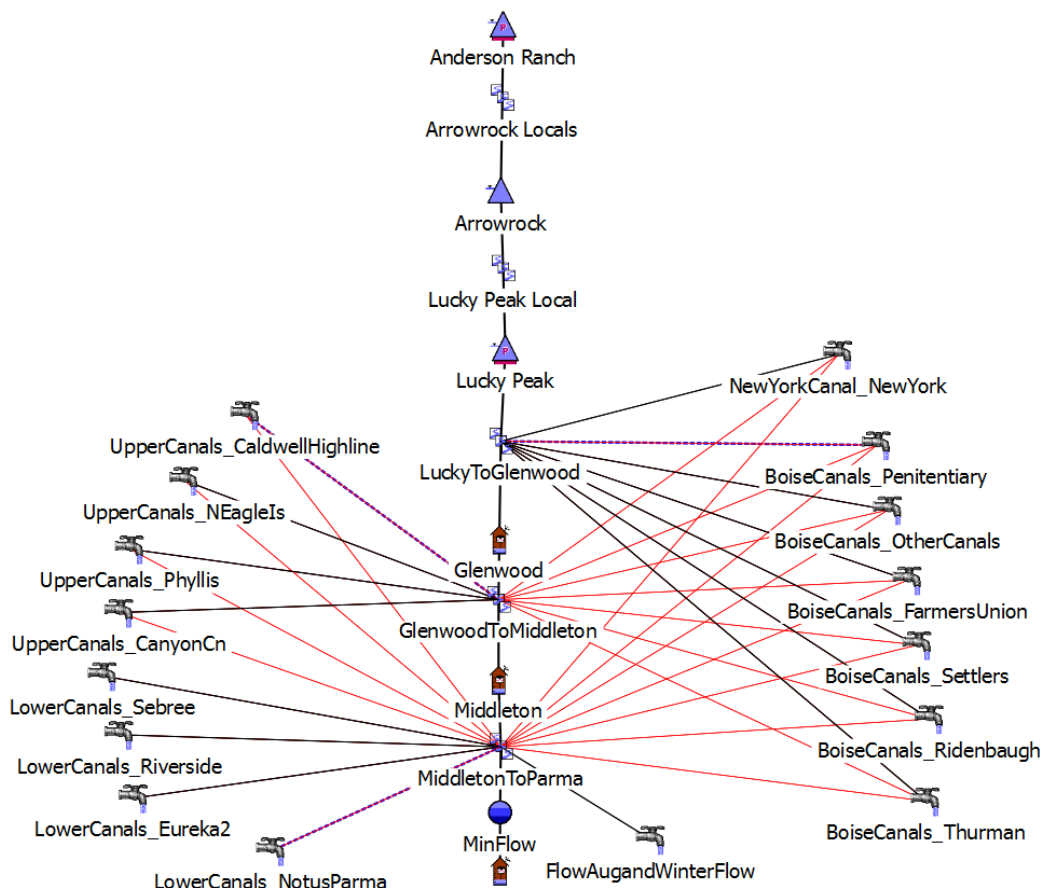 P
Anderson Ranch
Arrowrock Locals
Arrowrock
Lucky Peak Local
P
Lucky Peak
NewYorkCanal_NewYork
UpperCanals_CaldwellHighline
LuckyToGlenwood
BoiseCanals_Penitentiary
UpperCanals_NEagleIs
BoiseCanals_OtherCanals
Glenwood
UpperCanals_Phyllis
BoiseCanals_FarmersUnion
GlenwoodToMiddleton
UpperCanals_CanyonCn
BoiseCanals_Settlers
LowerCanals_Sebree
Middleton
BoiseCanals_Ridenbaugh
LowerCanals_Riverside
MiddletonToParma
LowerCanals_Eureka2
BoiseCanals_Thurman
MinFlow
FlowAugandWinterFlow
LowerCanals_NotusParma